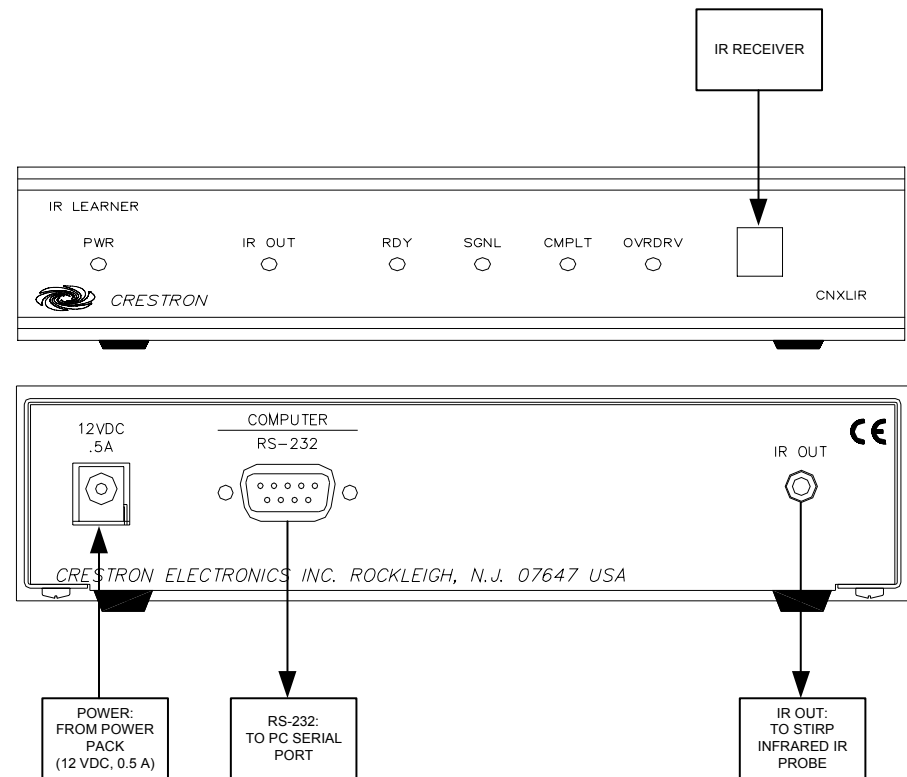 IR RECEIVER
IR LEARNER
PWR IR OUT RDY SGNL CMPLT OVRDRV
CRESTRON
CNXLIR
12VDC
.5A
COMPUTER
RS-232
IR OUT
CE
CRESTRON ELECTRONICS INC. ROCKLEIGH, N.J. 07647 USA
POWER:
FROM POWER
PACK
(12 VDC, 0.5 A)
RS-232:
TO PC SERIAL
PORT
IR OUT:
TO STIRP
INFRARED IR
PROBE